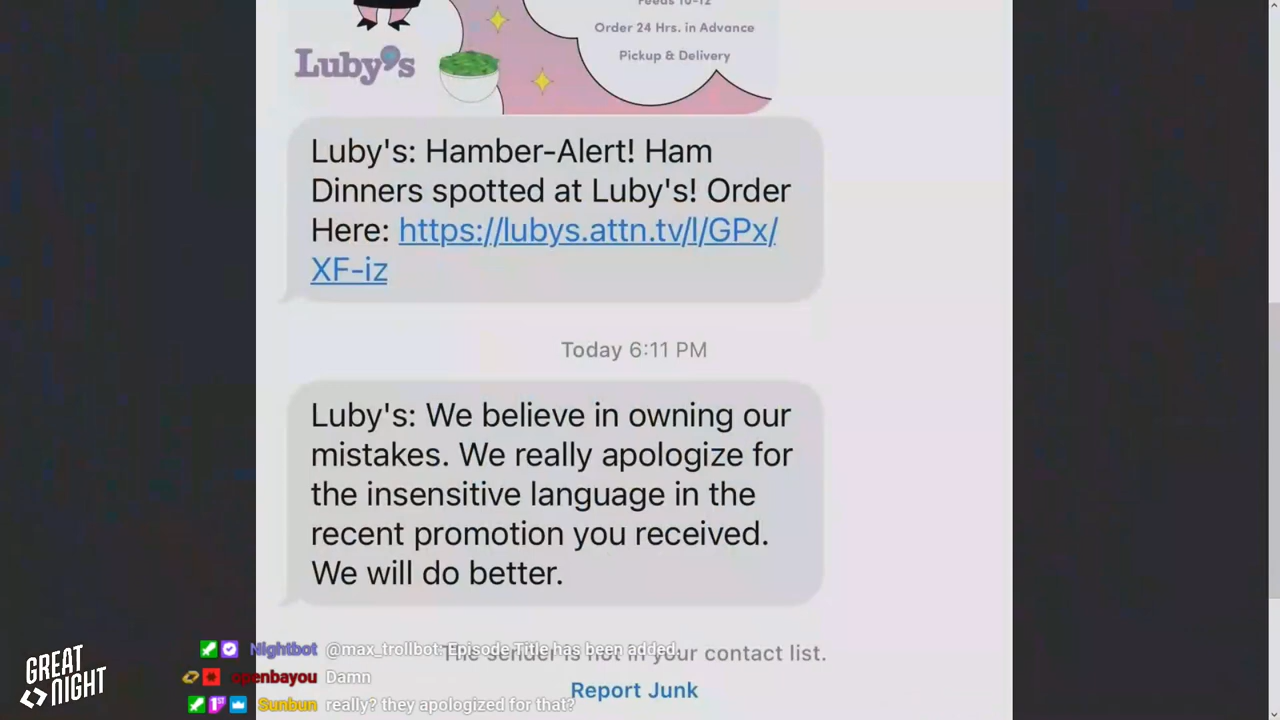 Feeds 10-12
Order 24 Hrs. in Advance
Pickup & Delivery
Luby's
Luby's: Hamber-Alert! Ham
Dinners spotted at Luby's! Order
Here: https://lubys.attn.tv/l/GPx/
XF-iz
Today 6:11 PM
Luby's: We believe in owning our
mistakes. We really apologize for
the insensitive language in the
recent promotion you received.
We will do better.
The sender is not in your contact list.
Report Junk
GREAT
NIGHT
Nightbot @max_trollbot: Episode Title has been added.
openbayou Damn
1ST Sunbun really? they apologized for that?